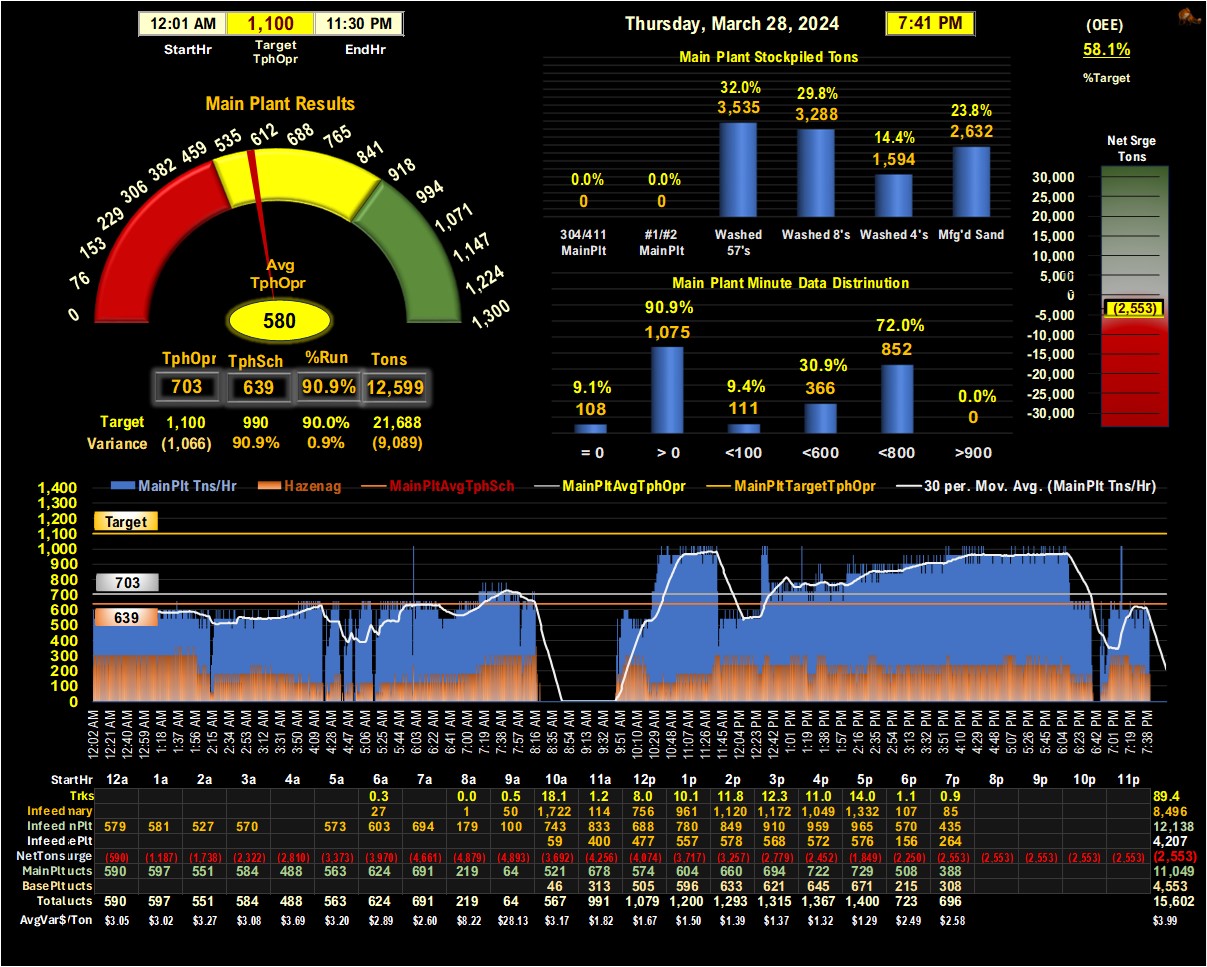 12:01 AM 1,100 11:30 PM
StartHr Target TphOpr EndHr
Thursday, March 28, 2024 7:41 PM
(OEE)
58.1%
%Target
Main Plant Results
0 76 153 229 306 382 459 535 612 688 765 841 918 994 1,071 1,147 1,224 1,300
Avg
TphOpr
580
TphOpr TphSch %Run Tons
703 639 90.9% 12,599
Target 1,100 990 90.0% 21,688
Variance (1,066) 90.9% 0.9% (9,089)
Main Plant Stockpiled Tons
0.0% 0.0% 32.0% 29.8% 14.4% 23.8%
0 0 3,535 3,288 1,594 2,632
304/411 MainPlt #1/#2 MainPlt Washed 57's Washed 8's Washed 4's Mfg'd Sand
Main Plant Minute Data Distrinution
9.1% 90.9% 9.4% 30.9% 72.0% 0.0%
108 1,075 111 366 852 0
= 0 > 0 <100 <600 <800 >900
Net Srge
Tons
30,000
25,000
20,000
15,000
10,000
5,000
0
(2,553)
-5,000
-10,000
-15,000
-20,000
-25,000
-30,000
MainPlt Tns/Hr Hazenag MainPltAvgTphSch MainPltAvgTphOpr MainPltTargetTphOpr 30 per. Mov. Avg. (MainPlt Tns/Hr)
1,400
1,300
1,200
1,100
1,000
900
800
700
600
500
400
300
200
100
0
Target
703
639
12:02 AM 12:21 AM 12:40 AM 12:59 AM 1:18 AM 1:37 AM 1:56 AM 2:15 AM 2:34 AM 2:53 AM 3:12 AM 3:31 AM 3:50 AM 4:09 AM 4:28 AM 4:47 AM 5:06 AM 5:25 AM 5:44 AM 6:03 AM 6:22 AM 6:41 AM 7:00 AM 7:19 AM 7:38 AM 7:57 AM 8:16 AM 8:35 AM 8:54 AM 9:13 AM 9:32 AM 9:51 AM 10:10 AM 10:29 AM 10:48 AM 11:07 AM 11:26 AM 11:45 AM 12:04 PM 12:23 PM 12:42 PM 1:01 PM 1:20 PM 1:39 PM 1:57 PM 2:16 PM 2:35 PM 2:54 PM 3:13 PM 3:32 PM 3:51 PM 4:10 PM 4:29 PM 4:48 PM 5:07 PM 5:26 PM 5:45 PM 6:04 PM 6:23 PM 6:42 PM 7:01 PM 7:19 PM 7:38 PM
StartHr 12a 1a 2a 3a 4a 5a 6a 7a 8a 9a 10a 11a 12p 1p 2p 3p 4p 5p 6p 7p 8p 9p 10p 11p
Trks 0.3 0.0 0.5 18.1 1.2 8.0 10.1 11.8 12.3 11.0 14.0 1.1 0.9 89.4
Infeed nary 27 1 50 1,722 114 756 961 1,120 1,172 1,049 1,332 107 85 8,496
Infeed nPlt 579 581 527 570 573 603 694 179 100 743 833 688 780 849 910 959 965 570 435 12,138
Infeed ePlt 59 400 477 557 578 568 572 576 156 264 4,207
NetTons urge (590) (1,187) (1,738) (2,322) (2,810) (3,373) (3,970) (4,661) (4,879) (4,893) (3,692) (4,256) (4,074) (3,717) (3,257) (2,779) (2,452) (1,849) (2,250) (2,553) (2,553) (2,553) (2,553) (2,553) (2,553)
MainPlt ucts 590 597 551 584 488 563 624 691 219 64 521 678 574 604 660 694 722 729 508 388 11,049
BasePlt ucts 46 313 505 596 633 621 645 671 215 308 4,553
Total ucts 590 597 551 584 488 563 624 691 219 64 567 991 1,079 1,200 1,293 1,315 1,367 1,400 723 696 15,602
AvgVar$/Ton $3.05 $3.02 $3.27 $3.08 $3.69 $3.20 $2.89 $2.60 $8.22 $28.13 $3.17 $1.82 $1.67 $1.50 $1.39 $1.37 $1.32 $1.29 $2.49 $2.58 $3.99